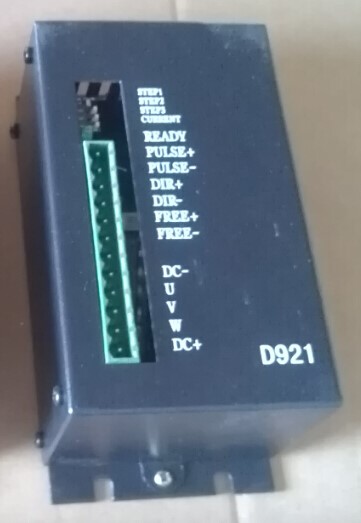 STEP1
STEP2
STEP3
CURRENT
READY
PULSE+
PULSE-
DIR+
DIR-
FREE+
FREE-
DC-
U
V
W
DC+
D921